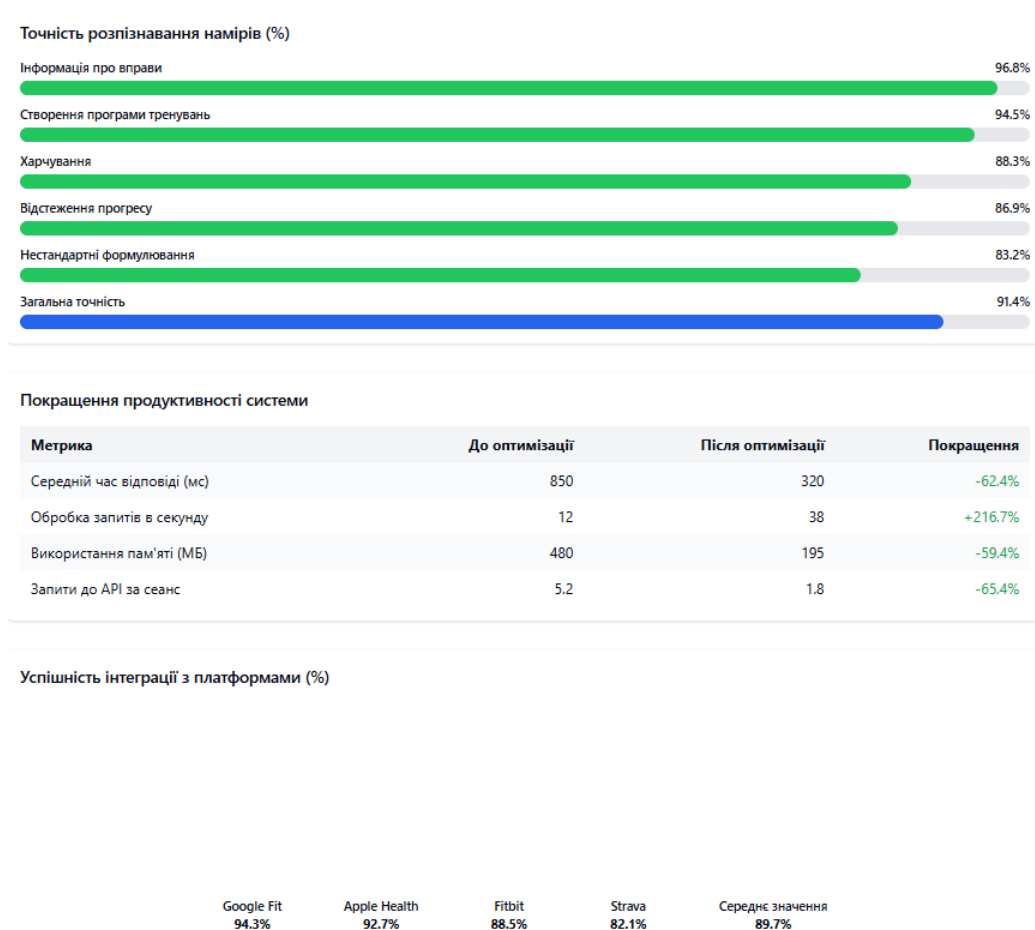 Точність розпізнавання намірів (%)
Інформація про вправи 96.8%
Створення програми тренувань 94.5%
Харчування 88.3%
Відстеження прогресу 86.9%
Нестандартні формулювання 83.2%
Загальна точність 91.4%
Покращення продуктивності системи
Метрика До оптимізації Після оптимізації Покращення
Середній час відповіді (мс) 850 320 -62.4%
Обробка запитів в секунду 12 38 +216.7%
Використання пам'яті (МБ) 480 195 -59.4%
Запити до API за сеанс 5.2 1.8 -65.4%
Успішність інтеграції з платформами (%)
Google Fit Apple Health Fitbit Strava Середнє значення
94.3% 92.7% 88.5% 82.1% 89.7%